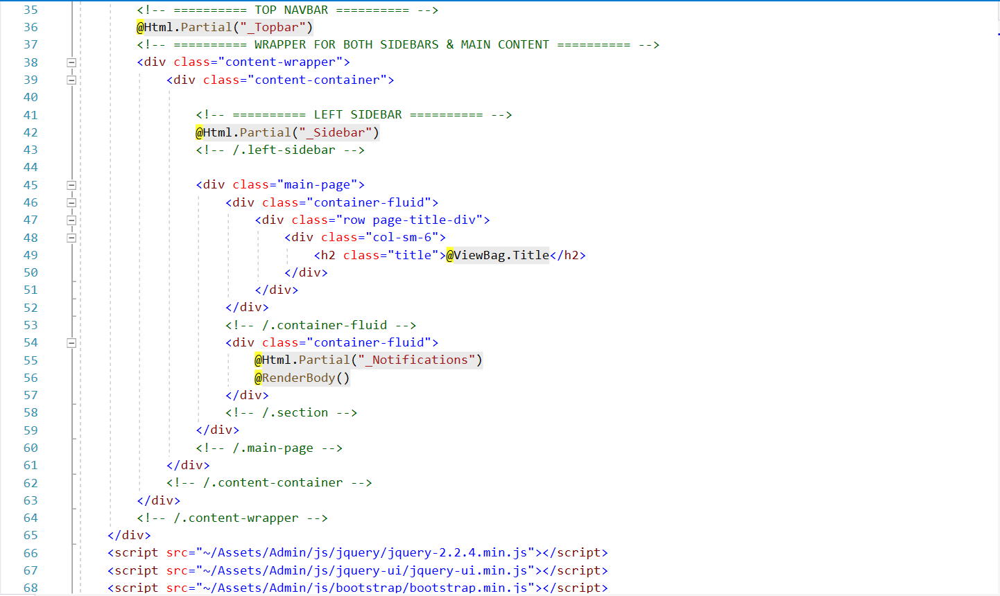 35 <!-- ========== TOP NAVBAR ========== -->
36 @Html.Partial("_Topbar")
37 <!-- ========== WRAPPER FOR BOTH SIDEBARS & MAIN CONTENT ========== -->
38 <div class="content-wrapper">
39 <div class="content-container">
40
41 <!-- ========== LEFT SIDEBAR ========== -->
42 @Html.Partial("_Sidebar")
43 <!-- /.left-sidebar -->
44
45 <div class="main-page">
46 <div class="container-fluid">
47 <div class="row page-title-div">
48 <div class="col-sm-6">
49 <h2 class="title">@ViewBag.Title</h2>
50 </div>
51 </div>
52 </div>
53 <!-- /.container-fluid -->
54 <div class="container-fluid">
55 @Html.Partial("_Notifications")
56 @RenderBody()
57 </div>
58 <!-- /.section -->
59 </div>
60 <!-- /.main-page -->
61 </div>
62 <!-- /.content-container -->
63 </div>
64 <!-- /.content-wrapper -->
65 </div>
66 <script src="~/Assets/Admin/js/jquery/jquery-2.2.4.min.js"></script>
67 <script src="~/Assets/Admin/js/jquery-ui/jquery-ui.min.js"></script>
68 <script src="~/Assets/Admin/js/bootstrap/bootstrap.min.js"></script>